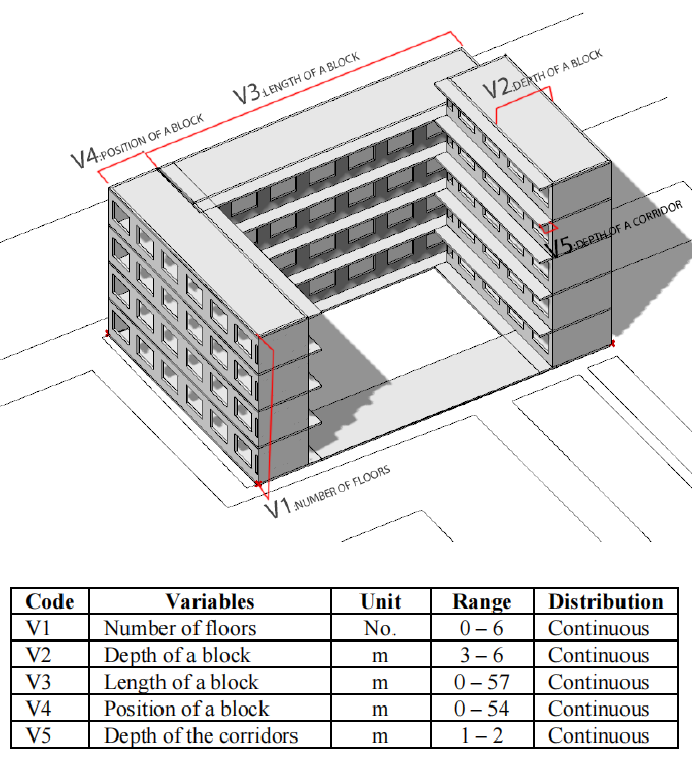 V3:LENGTH OF A BLOCK
V2:DEPTH OF A BLOCK
V4:POSITION OF A BLOCK
V5:DEPTH OF A CORRIDOR
V1:NUMBER OF FLOORS
Code Variables Unit Range Distribution
V1 Number of floors No. 0 – 6 Continuous
V2 Depth of a block m 3 – 6 Continuous
V3 Length of a block m 0 – 57 Continuous
V4 Position of a block m 0 – 54 Continuous
V5 Depth of the corridors m 1 – 2 Continuous